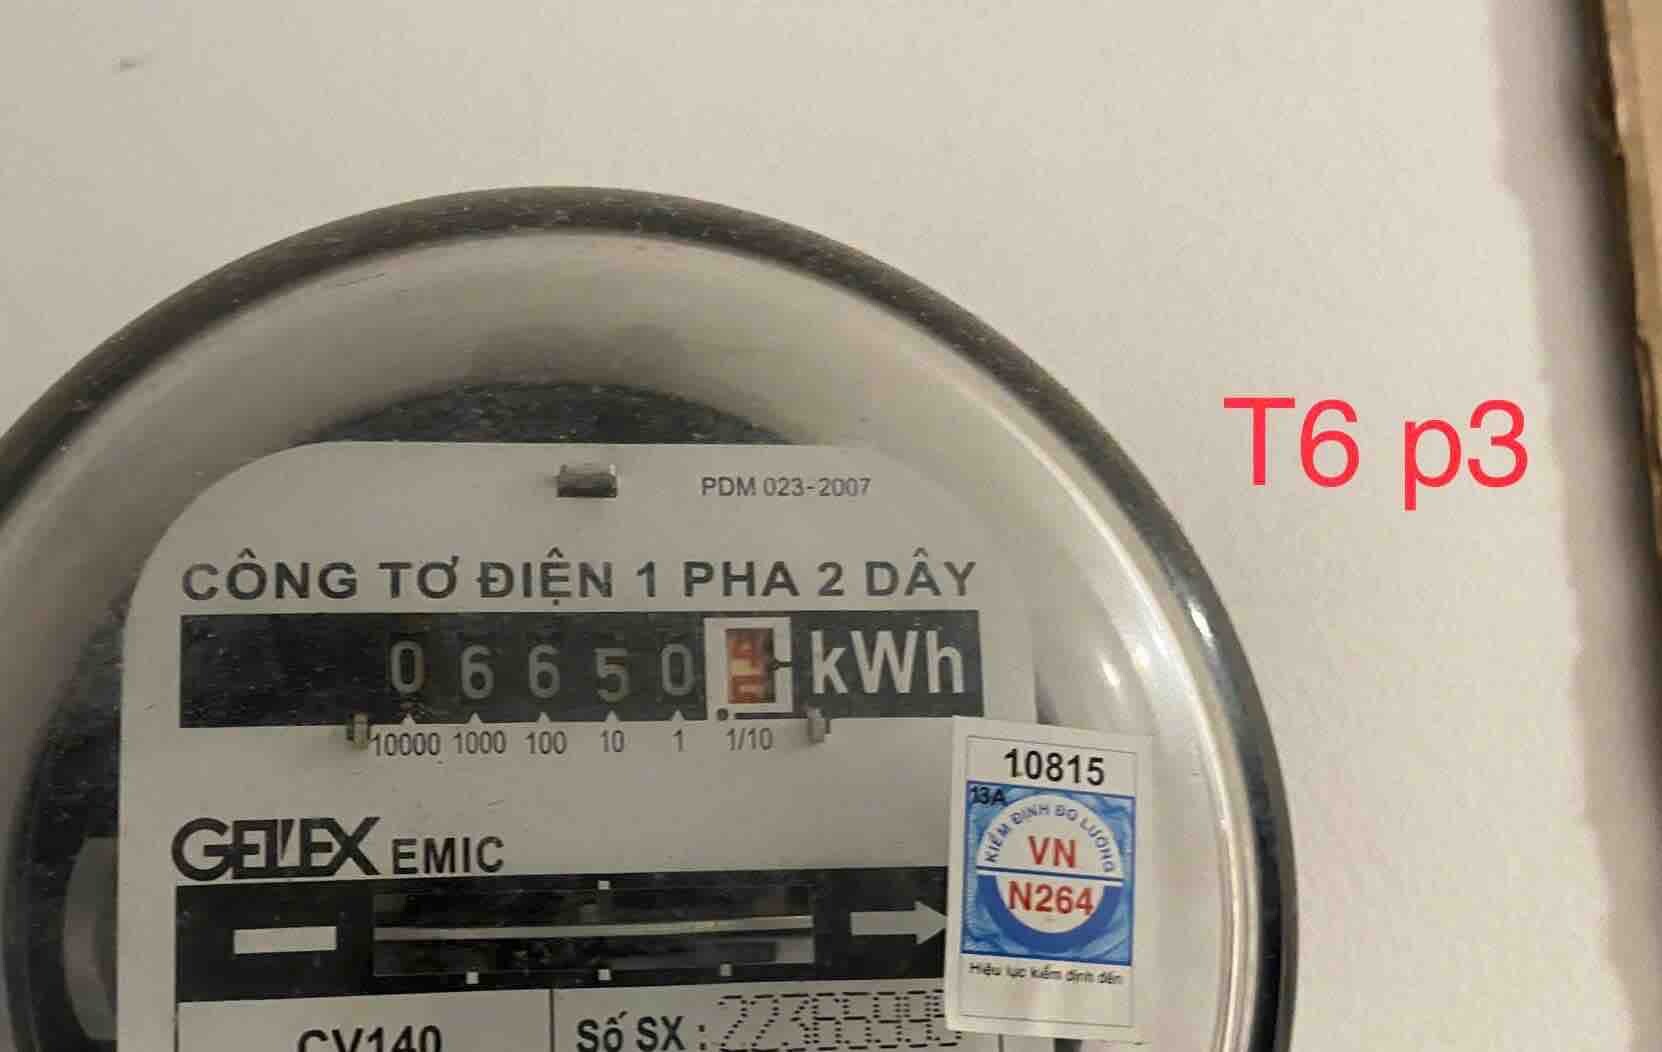 T6 p3
PDM 023-2007
CÔNG TƠ ĐIỆN 1 PHA 2 DÂY
0 6 6 5 0 4 kWh
10000 1000 100 10 1 1/10
10815
13A
KIỂM ĐỊNH ĐO LƯỜNG
VN
N264
Hiệu lực kiểm định đến
GELEX EMIC
CV140
Số SX :